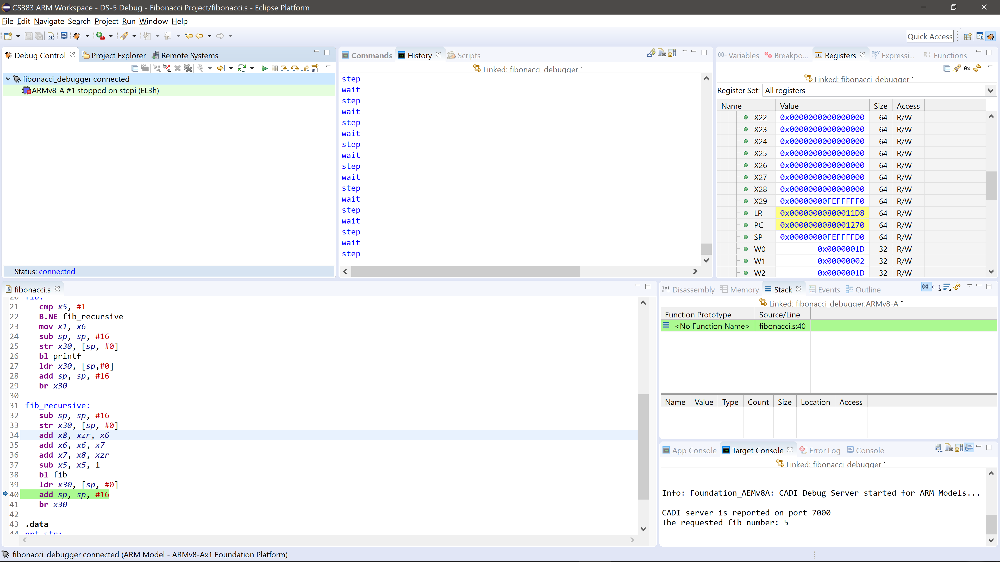 CS383 ARM Workspace - DS-5 Debug - Fibonacci Project/fibonacci.s - Eclipse Platform
File Edit Navigate Search Project Run Window Help
Quick Access
Debug Control Project Explorer Remote Systems
fibonacci_debugger connected
ARMv8-A #1 stopped on stepi (EL3h)
Status: connected
Commands History Scripts
Linked: fibonacci_debugger
step
wait
step
wait
step
wait
step
wait
step
wait
step
wait
step
wait
step
wait
step
(x)= Variables Breakpo... Registers Expressi... Functions
0x
Linked: fibonacci_debugger
Register Set: All registers
Name Value Size Access
X22 0x0000000000000000 64 R/W
X23 0x0000000000000000 64 R/W
X24 0x0000000000000000 64 R/W
X25 0x0000000000000000 64 R/W
X26 0x0000000000000000 64 R/W
X27 0x0000000000000000 64 R/W
X28 0x0000000000000000 64 R/W
X29 0x00000000FEFFFFF0 64 R/W
LR 0x00000000800011D8 64 R/W
PC 0x0000000080001270 64 R/W
SP 0x00000000FEFFFFD0 64 R/W
W0 0x0000001D 32 R/W
W1 0x00000002 32 R/W
W2 0x0000001D 32 R/W
fibonacci.s
20 fib:
21 cmp x5, #1
22 B.NE fib_recursive
23 mov x1, x6
24 sub sp, sp, #16
25 str x30, [sp, #0]
26 bl printf
27 ldr x30, [sp,#0]
28 add sp, sp, #16
29 br x30
30
31 fib_recursive:
32 sub sp, sp, #16
33 str x30, [sp, #0]
34 add x8, xzr, x6
35 add x6, x6, x7
36 add x7, x8, xzr
37 sub x5, x5, 1
38 bl fib
39 ldr x30, [sp, #0]
40 add sp, sp, #16
41 br x30
42
43 .data
44 prt_str:
Disassembly Memory Stack Events Outline
Linked: fibonacci_debugger:ARMv8-A
Function Prototype Source/Line
<No Function Name> fibonacci.s:40
Name Value Type Count Size Location Access
App Console Target Console Error Log Console
Linked: fibonacci_debugger
Info: Foundation_AEMv8A: CADI Debug Server started for ARM Models...
CADI server is reported on port 7000
The requested fib number: 5
fibonacci_debugger connected (ARM Model - ARMv8-Ax1 Foundation Platform)